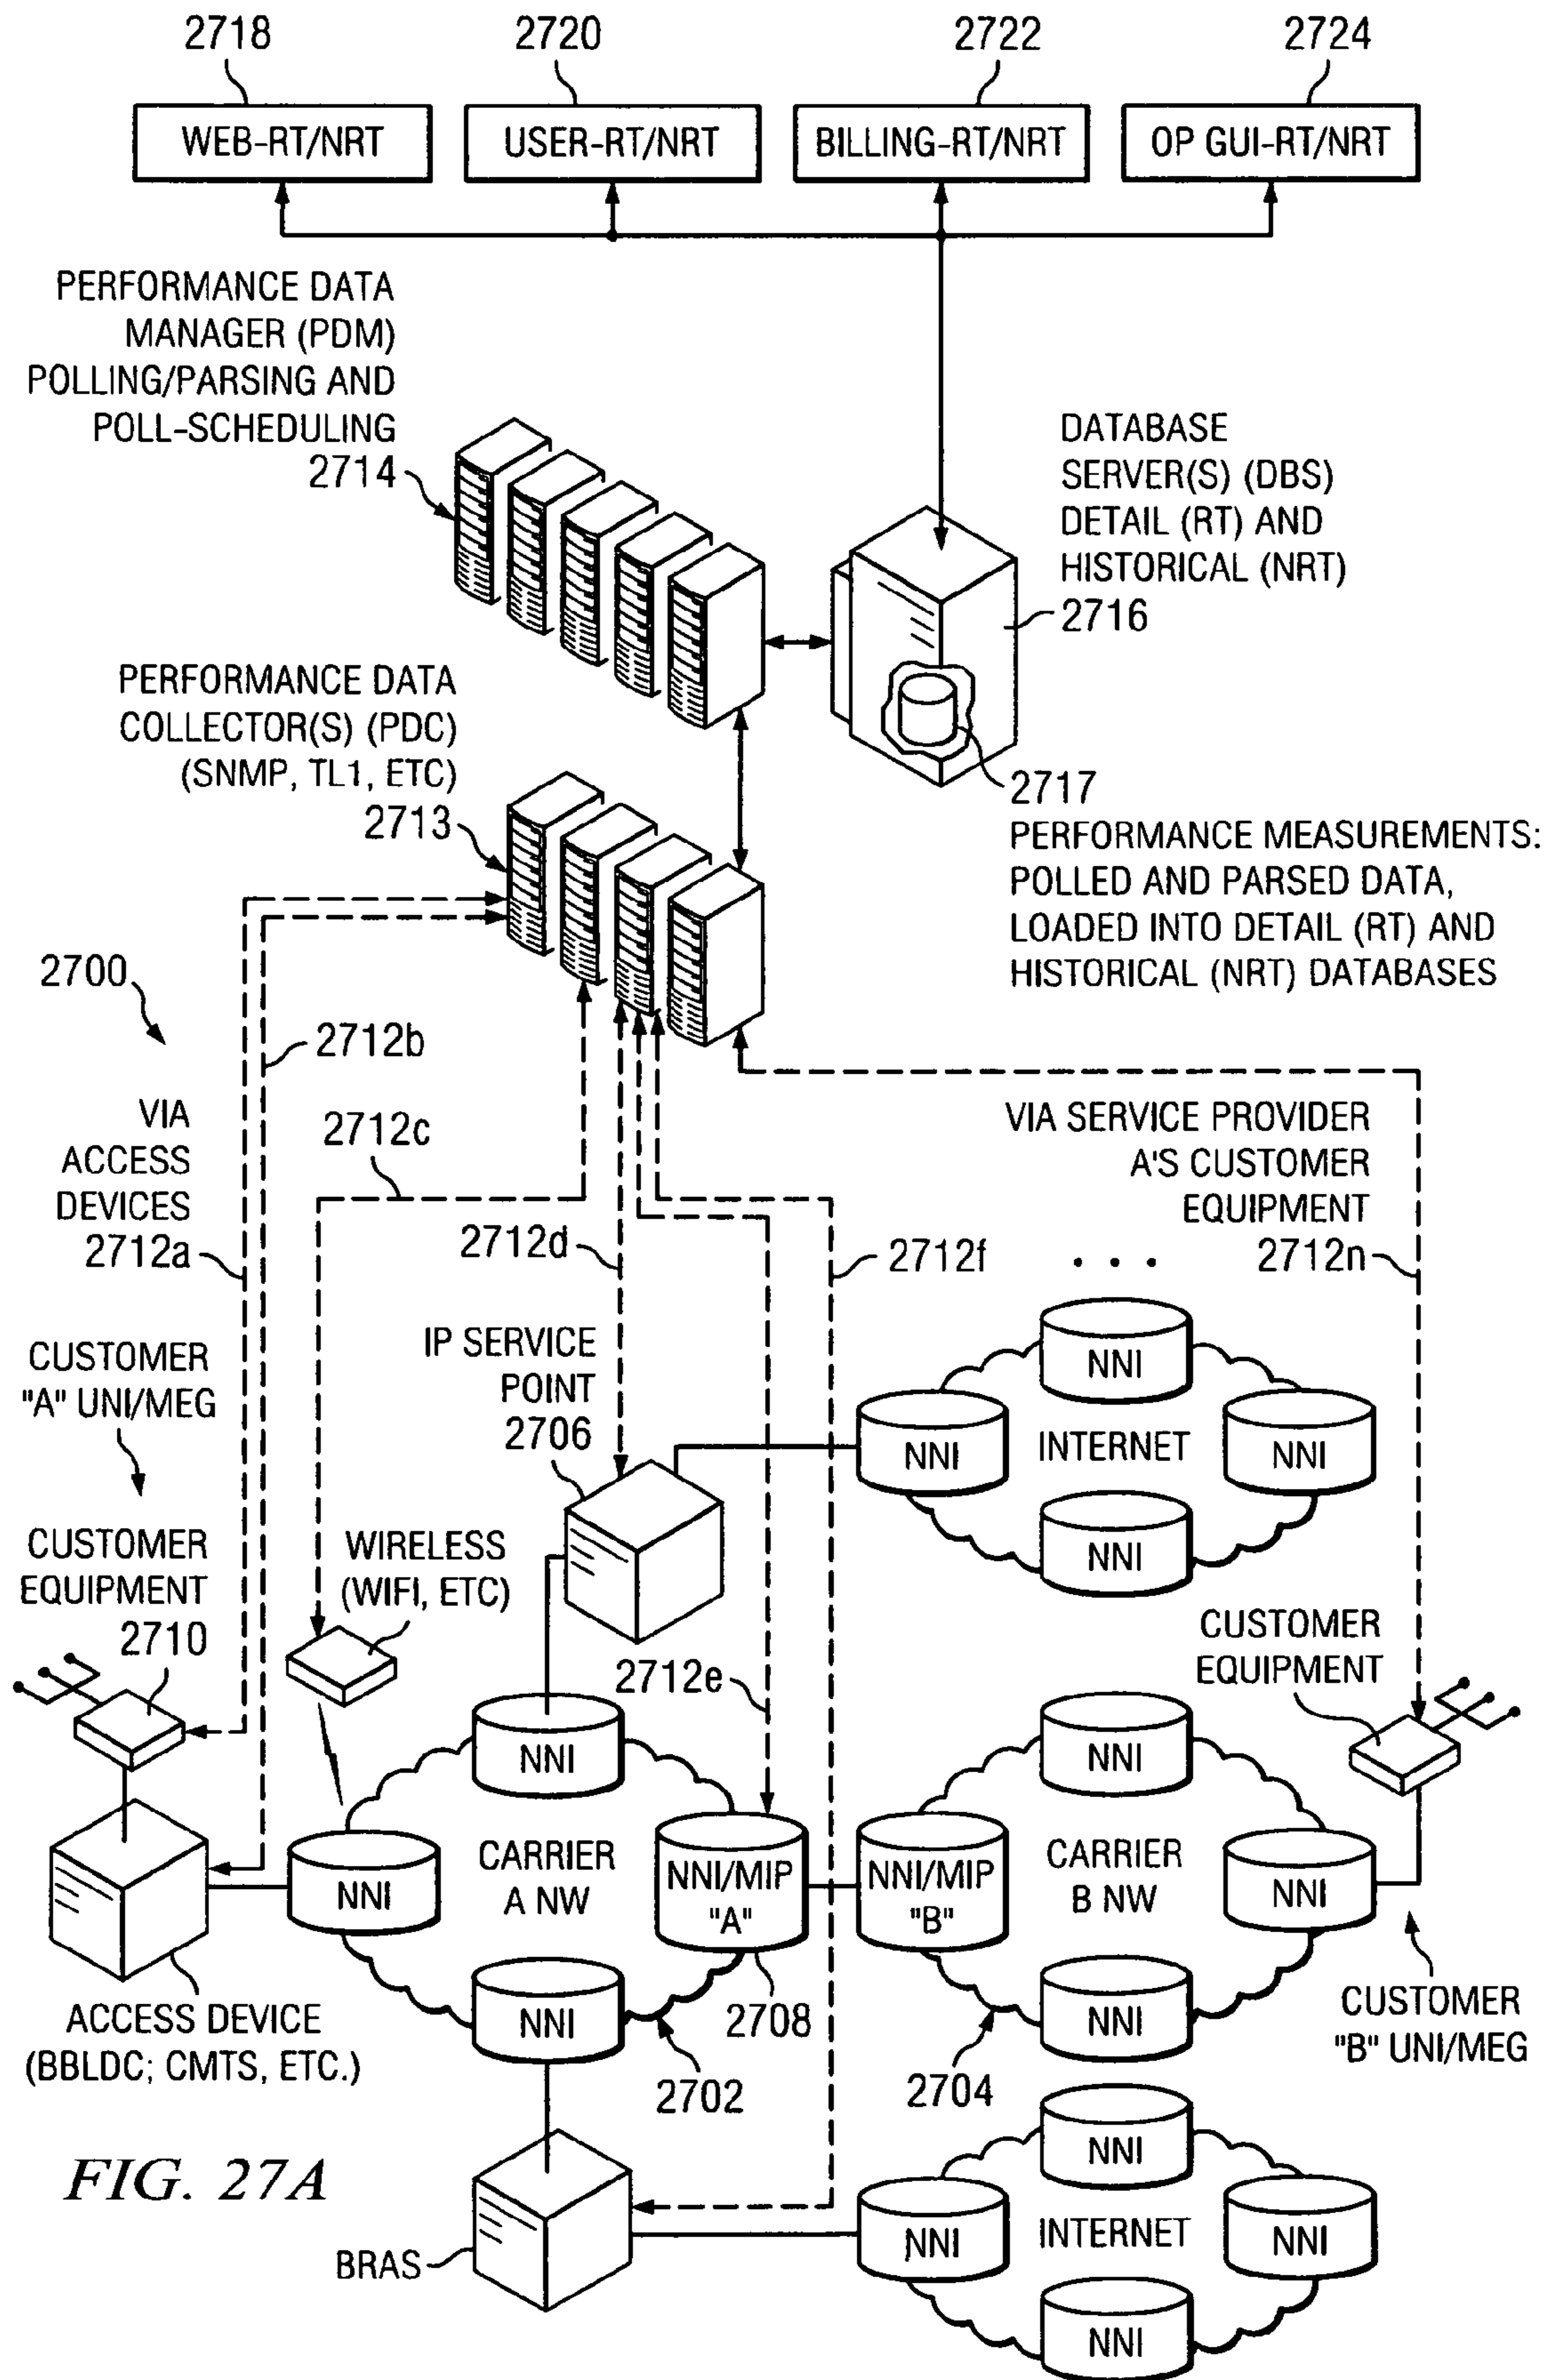 2718
2720
2722
2724
WEB-RT/NRT
USER-RT/NRT
BILLING-RT/NRT
OP GUI-RT/NRT
PERFORMANCE DATA
MANAGER (PDM)
POLLING/PARSING AND
POLL-SCHEDULING
2714
DATABASE
SERVER(S) (DBS)
DETAIL (RT) AND
HISTORICAL (NRT)
2716
PERFORMANCE DATA
COLLECTOR(S) (PDC)
(SNMP, TL1, ETC)
2713
2717
PERFORMANCE MEASUREMENTS:
POLLED AND PARSED DATA,
LOADED INTO DETAIL (RT) AND
HISTORICAL (NRT) DATABASES
2700
2712b
VIA
ACCESS
DEVICES
2712a
2712c
2712d
VIA SERVICE PROVIDER
A'S CUSTOMER
EQUIPMENT
2712n
2712f
. . .
CUSTOMER
"A" UNI/MEG
IP SERVICE
POINT
2706
NNI
NNI
INTERNET
NNI
NNI
CUSTOMER
EQUIPMENT
2710
WIRELESS
(WIFI, ETC)
2712e
CUSTOMER
EQUIPMENT
NNI
NNI
NNI
CARRIER
A NW
NNI/MIP
"A"
NNI/MIP
"B"
CARRIER
B NW
NNI
NNI
NNI
ACCESS DEVICE
(BBLDC; CMTS, ETC.)
2702
2708
2704
CUSTOMER
"B" UNI/MEG
FIG. 27A
BRAS
NNI
NNI
INTERNET
NNI
NNI